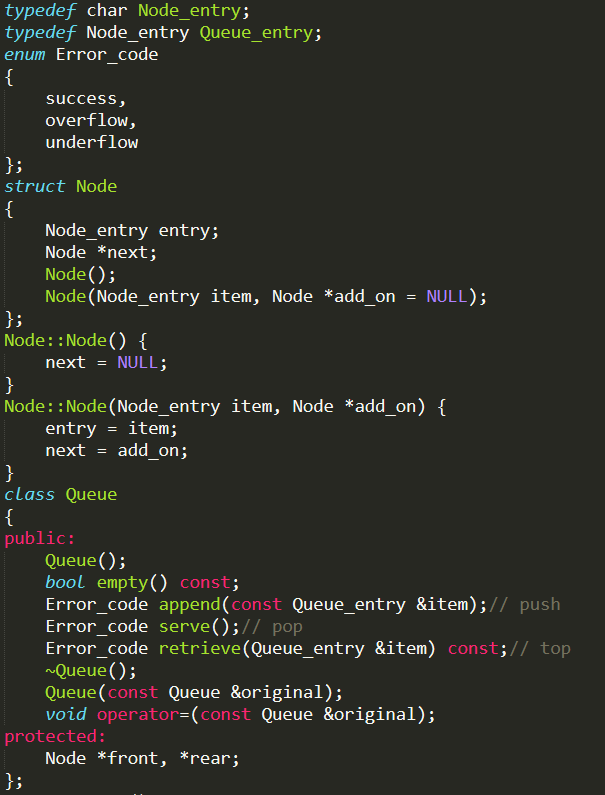 typedef char Node_entry;
typedef Node_entry Queue_entry;
enum Error_code
{
    success,
    overflow,
    underflow
};
struct Node
{
    Node_entry entry;
    Node *next;
    Node();
    Node(Node_entry item, Node *add_on = NULL);
};
Node::Node() {
    next = NULL;
}
Node::Node(Node_entry item, Node *add_on) {
    entry = item;
    next = add_on;
}
class Queue
{
public:
    Queue();
    bool empty() const;
    Error_code append(const Queue_entry &item);// push
    Error_code serve();// pop
    Error_code retrieve(Queue_entry &item) const;// top
    ~Queue();
    Queue(const Queue &original);
    void operator=(const Queue &original);
protected:
    Node *front, *rear;
};